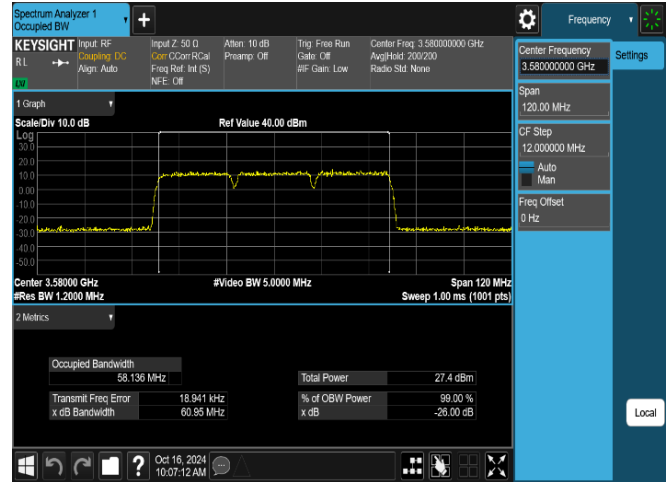 Spectrum Analyzer 1
Occupied BW
+
Frequency
KEYSIGHT
R L
LW
Input: RF
Coupling: DC
Align: Auto
Input Z: 50 Ω
Corr CCorr RCal
Freq Ref: Int (S)
NFE: Off
Atten: 10 dB
Preamp: Off
Trig: Free Run
Gate: Off
#IF Gain: Low
Center Freq: 3.580000000 GHz
Avg|Hold: 200/200
Radio Std: None
Center Frequency
3.580000000 GHz
Settings
Span
120.00 MHz
CF Step
12.000000 MHz
Auto
Man
Freq Offset
0 Hz
Local
1 Graph
Scale/Div 10.0 dB
Ref Value 40.00 dBm
Log
30.0
20.0
10.0
0.00
-10.0
-20.0
-30.0
-40.0
-50.0
Center 3.58000 GHz
#Video BW 5.0000 MHz
Span 120 MHz
#Res BW 1.2000 MHz
Sweep 1.00 ms (1001 pts)
2 Metrics
Occupied Bandwidth
58.136 MHz
Total Power 27.4 dBm
Transmit Freq Error 18.941 kHz
% of OBW Power 99.00 %
x dB Bandwidth 60.95 MHz
x dB -26.00 dB
?
Oct 16, 2024
10:07:12 AM